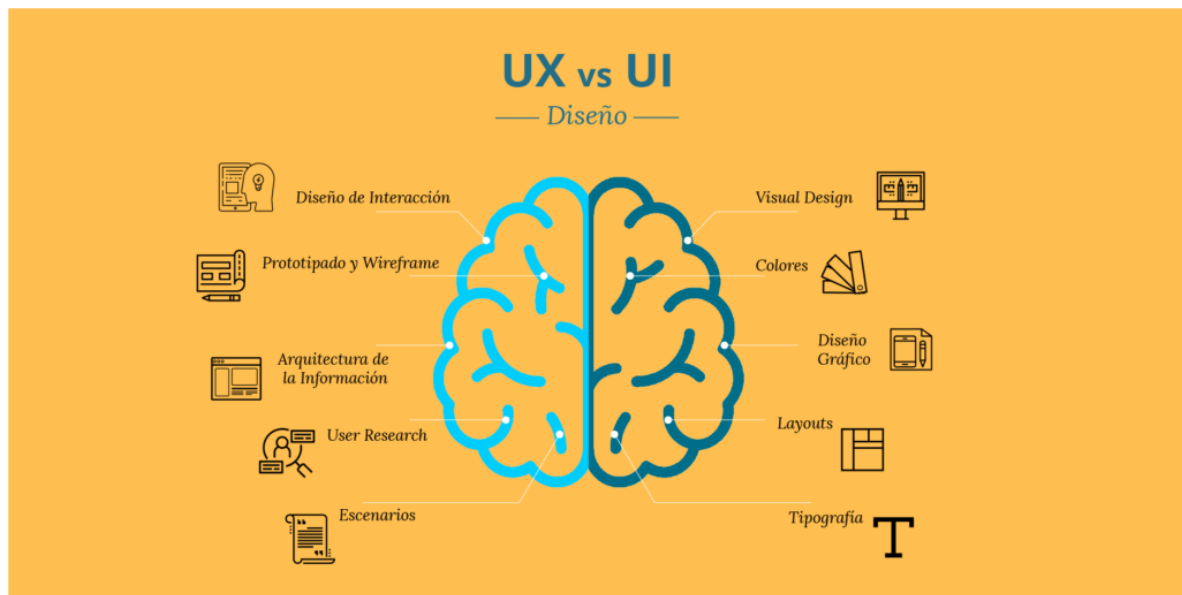 UX vs UI
Diseño
Diseño de Interacción
Prototipado y Wireframe
Arquitectura de
la Información
User Research
Escenarios
Visual Design
Colores
Diseño
Gráfico
Layouts
Tipografía
T